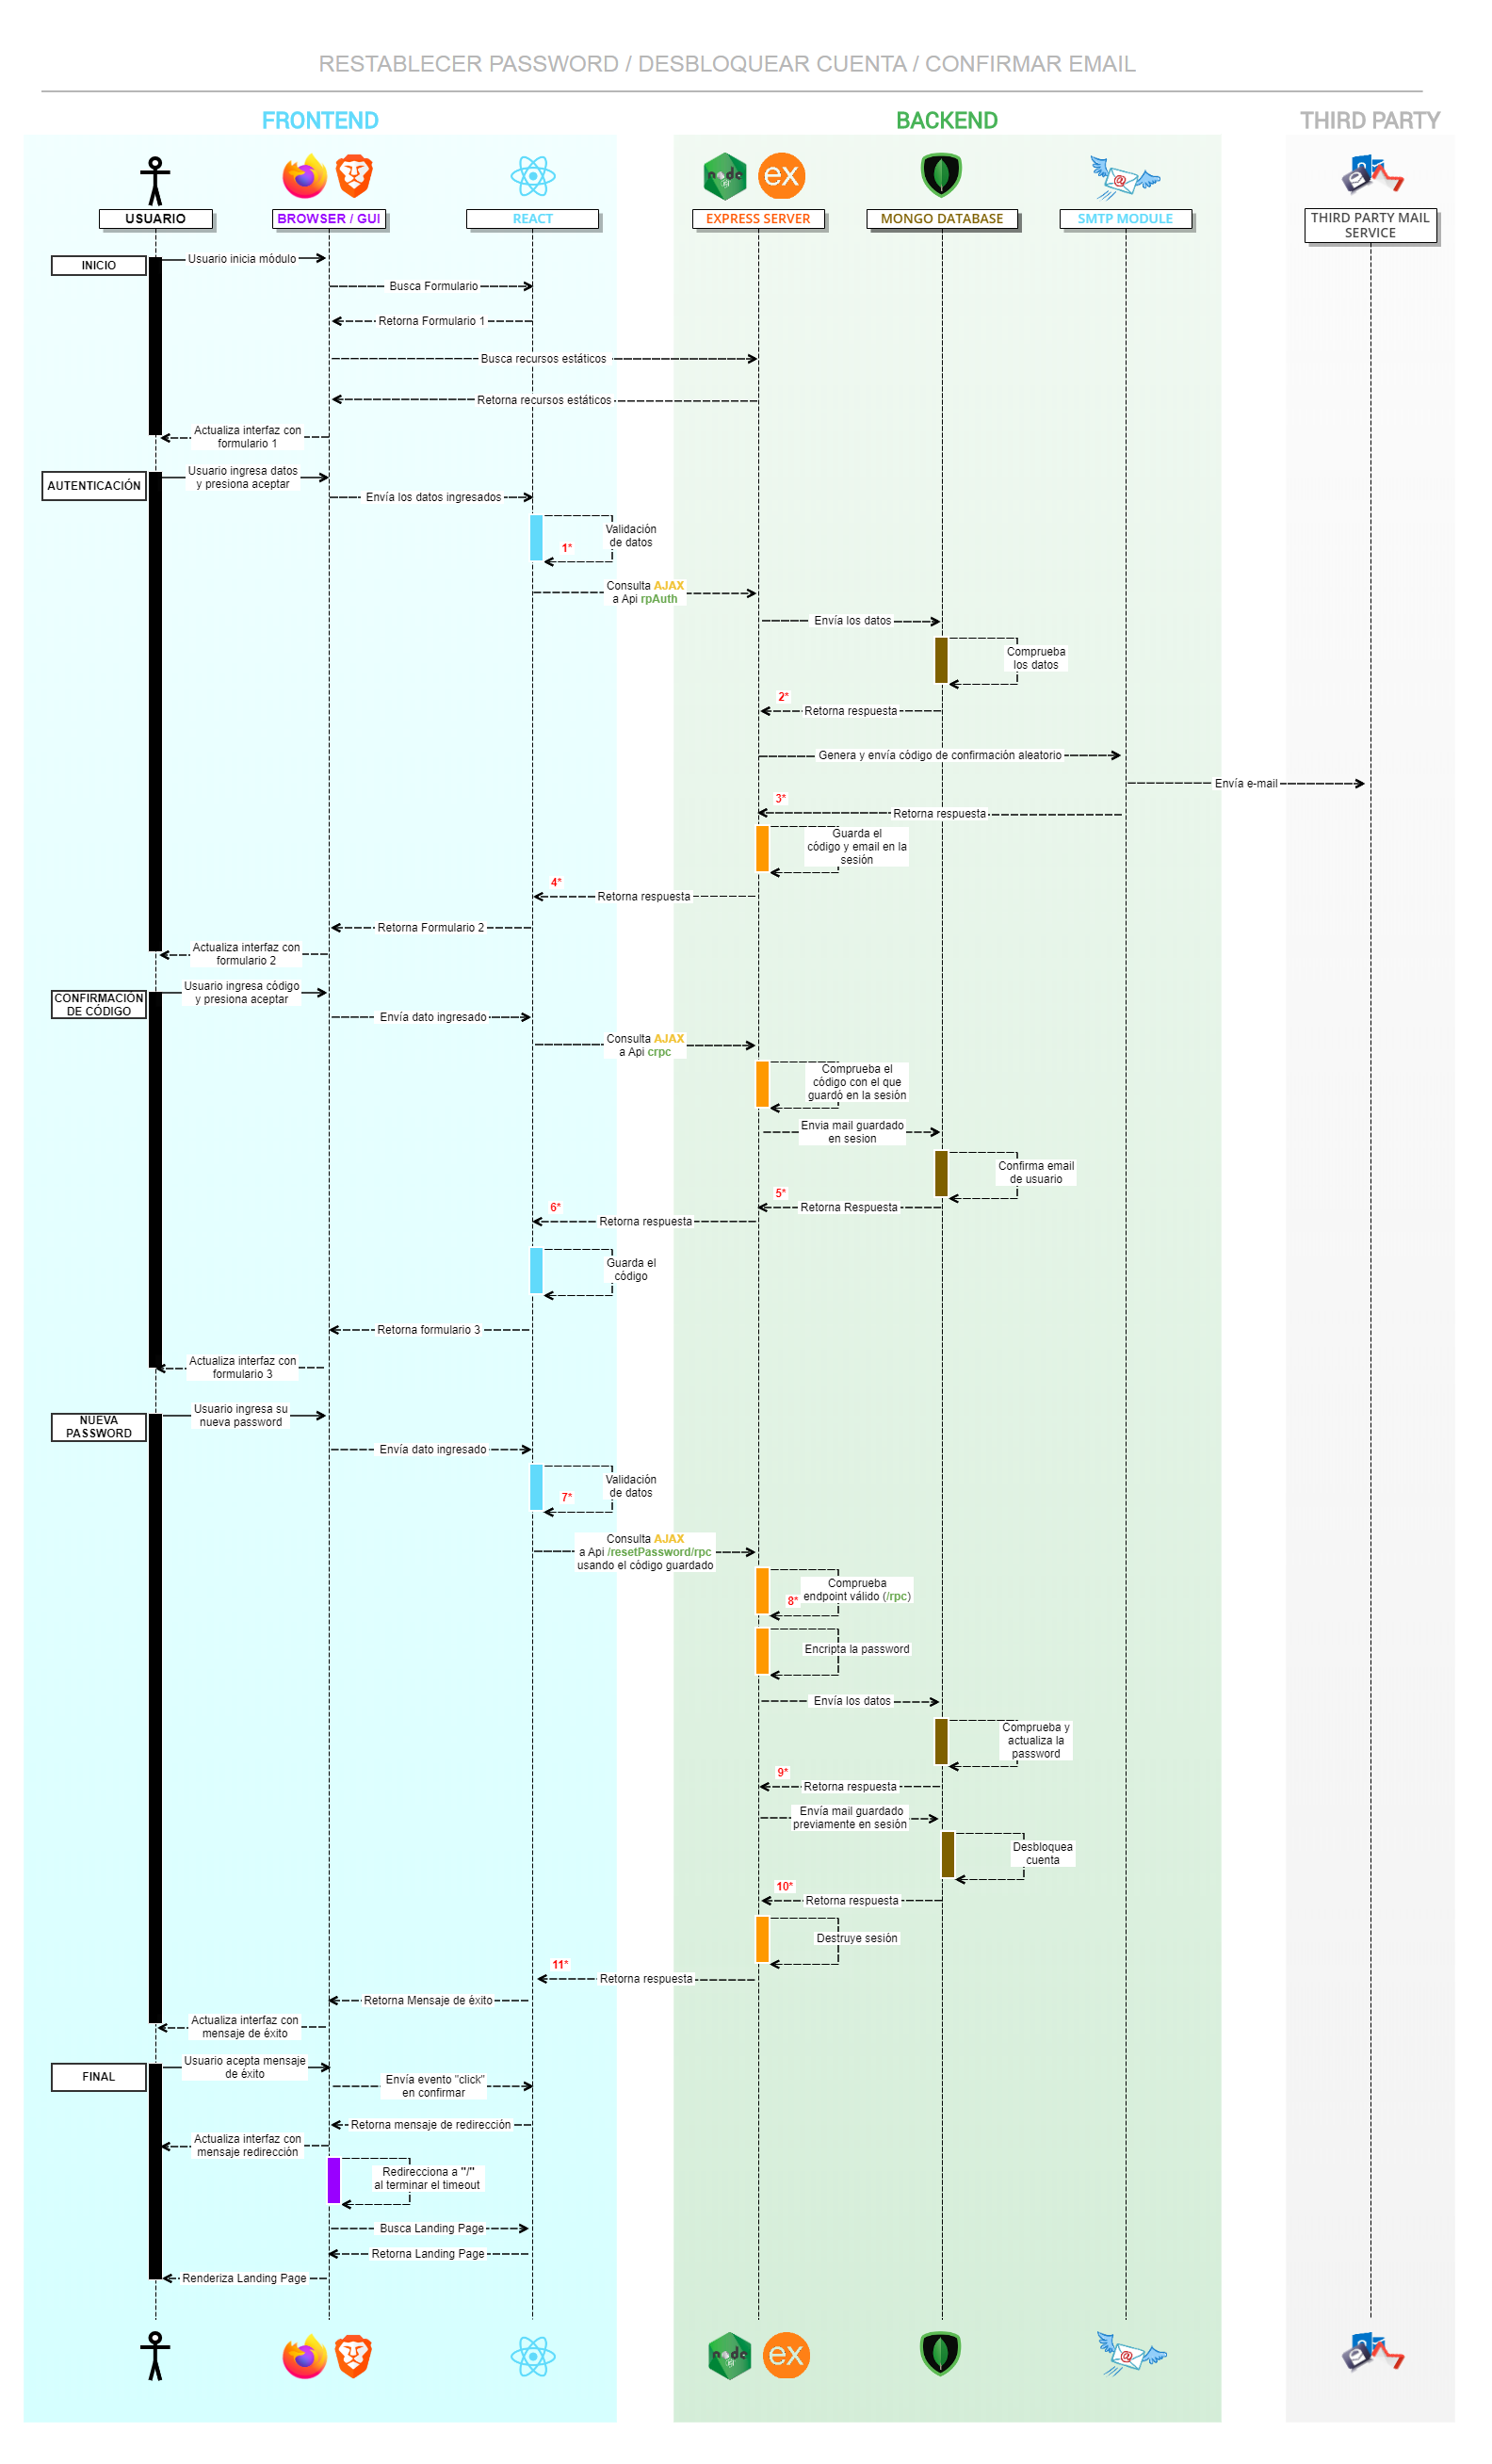 RESTABLECER PASSWORD / DESBLOQUEAR CUENTA / CONFIRMAR EMAIL
FRONTEND
BACKEND
THIRD PARTY
node
JS
ex
@
USUARIO
BROWSER / GUI
REACT
EXPRESS SERVER
MONGO DATABASE
SMTP MODULE
THIRD PARTY MAIL
SERVICE
INICIO
Usuario inicia módulo
Busca Formulario
Retorna Formulario 1
Busca recursos estáticos
Retorna recursos estáticos
Actualiza interfaz con
formulario 1
AUTENTICACIÓN
Usuario ingresa datos
y presiona aceptar
Envía los datos ingresados
Validación
de datos
1*
Consulta AJAX
a Api rpAuth
Envía los datos
Comprueba
los datos
2*
Retorna respuesta
Genera y envía código de confirmación aleatorio
Envía e-mail
3*
Retorna respuesta
Guarda el
código y email en la
sesión
4*
Retorna respuesta
Retorna Formulario 2
Actualiza interfaz con
formulario 2
CONFIRMACIÓN
DE CÓDIGO
Usuario ingresa código
y presiona aceptar
Envía dato ingresado
Consulta AJAX
a Api crpc
Comprueba el
código con el que
guardó en la sesión
Envia mail guardado
en sesion
Confirma email
de usuario
5*
Retorna Respuesta
6*
Retorna respuesta
Guarda el
código
Retorna formulario 3
Actualiza interfaz con
formulario 3
NUEVA
PASSWORD
Usuario ingresa su
nueva password
Envía dato ingresado
Validación
de datos
7*
Consulta AJAX
a Api /resetPassword/rpc
usando el código guardado
Comprueba
endpoint válido (/rpc)
8*
Encripta la password
Envía los datos
Comprueba y
actualiza la
password
9*
Retorna respuesta
Envía mail guardado
previamente en sesión
Desbloquea
cuenta
10*
Retorna respuesta
Destruye sesión
11*
Retorna respuesta
Retorna Mensaje de éxito
Actualiza interfaz con
mensaje de éxito
FINAL
Usuario acepta mensaje
de éxito
Envía evento "click"
en confirmar
Retorna mensaje de redirección
Actualiza interfaz con
mensaje redirección
Redirecciona a "/"
al terminar el timeout
Busca Landing Page
Retorna Landing Page
Renderiza Landing Page
node
JS
ex
@